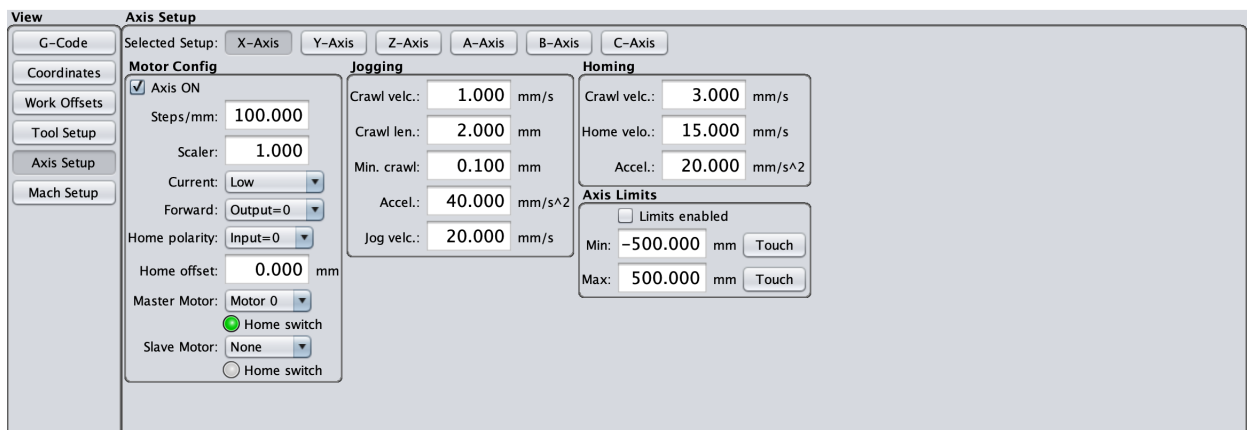 View
Axis Setup
G-Code
Coordinates
Work Offsets
Tool Setup
Axis Setup
Mach Setup
Selected Setup: X-Axis Y-Axis Z-Axis A-Axis B-Axis C-Axis
Motor Config
Axis ON
Steps/mm: 100.000
Scaler: 1.000
Current: Low
Forward: Output=0
Home polarity: Input=0
Home offset: 0.000 mm
Master Motor: Motor 0
Home switch
Slave Motor: None
Home switch
Jogging
Crawl velc.: 1.000 mm/s
Crawl len.: 2.000 mm
Min. crawl: 0.100 mm
Accel.: 40.000 mm/s^2
Jog velc.: 20.000 mm/s
Homing
Crawl velc.: 3.000 mm/s
Home velo.: 15.000 mm/s
Accel.: 20.000 mm/s^2
Axis Limits
Limits enabled
Min: -500.000 mm Touch
Max: 500.000 mm Touch